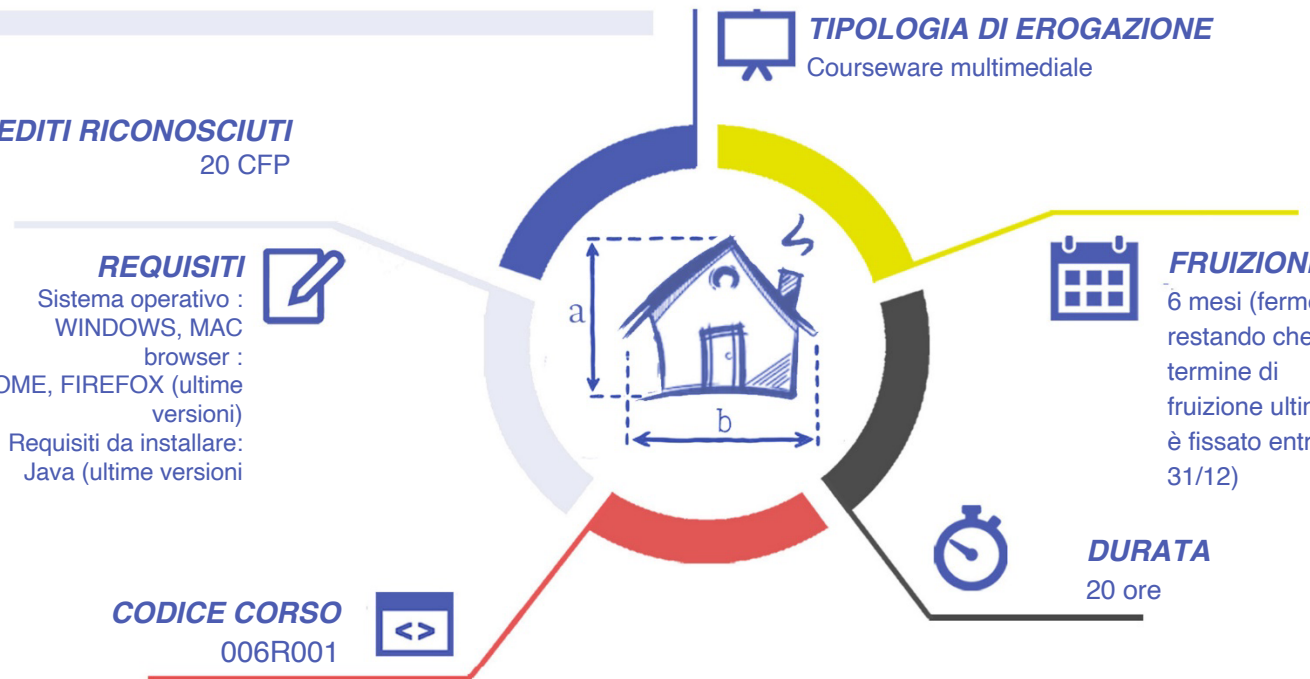 TIPOLOGIA DI EROGAZIONE
Courseware multimediale
EDITI RICONOSCIUTI
20 CFP
REQUISITI
Sistema operativo :
WINDOWS, MAC
browser :
OME, FIREFOX (ultime
versioni)
Requisiti da installare:
Java (ultime versioni
a
b
FRUIZION
6 mesi (ferm
restando che
termine di
fruizione ulti
è fissato entr
31/12)
DURATA
20 ore
CODICE CORSO
006R001
<>